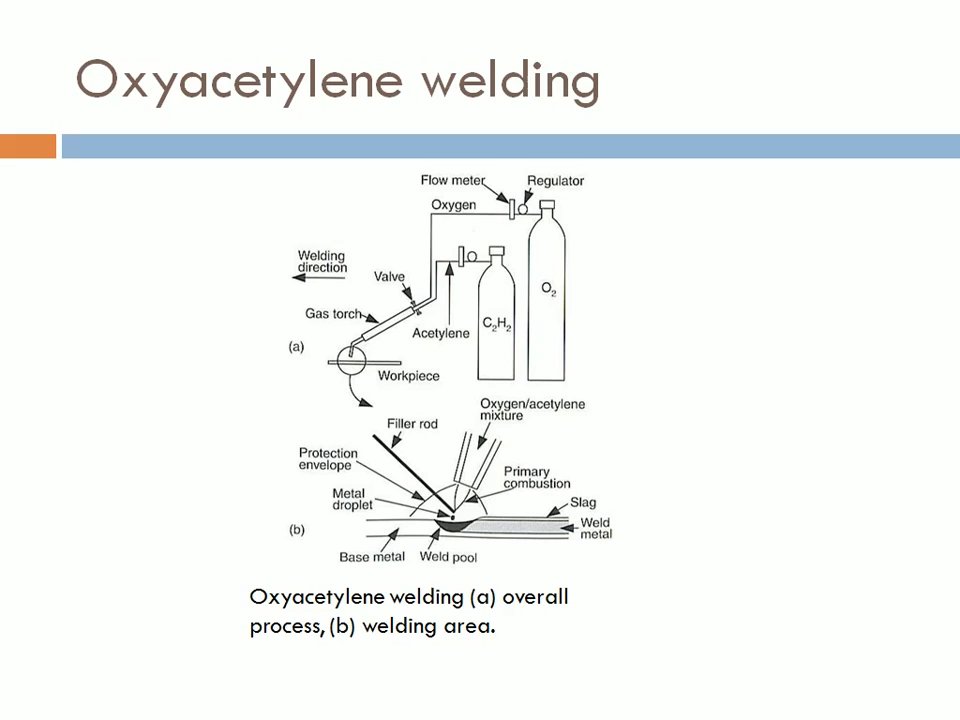 Oxyacetylene welding
Flow meter
Regulator
Oxygen
Welding
direction
Valve
O2
Gas torch
C2H2
Acetylene
(a)
Workpiece
Oxygen/acetylene
mixture
Filler rod
Protection
envelope
Primary
combustion
Metal
droplet
Slag
(b)
Weld
metal
Base metal
Weld pool
Oxyacetylene welding (a) overall
process, (b) welding area.